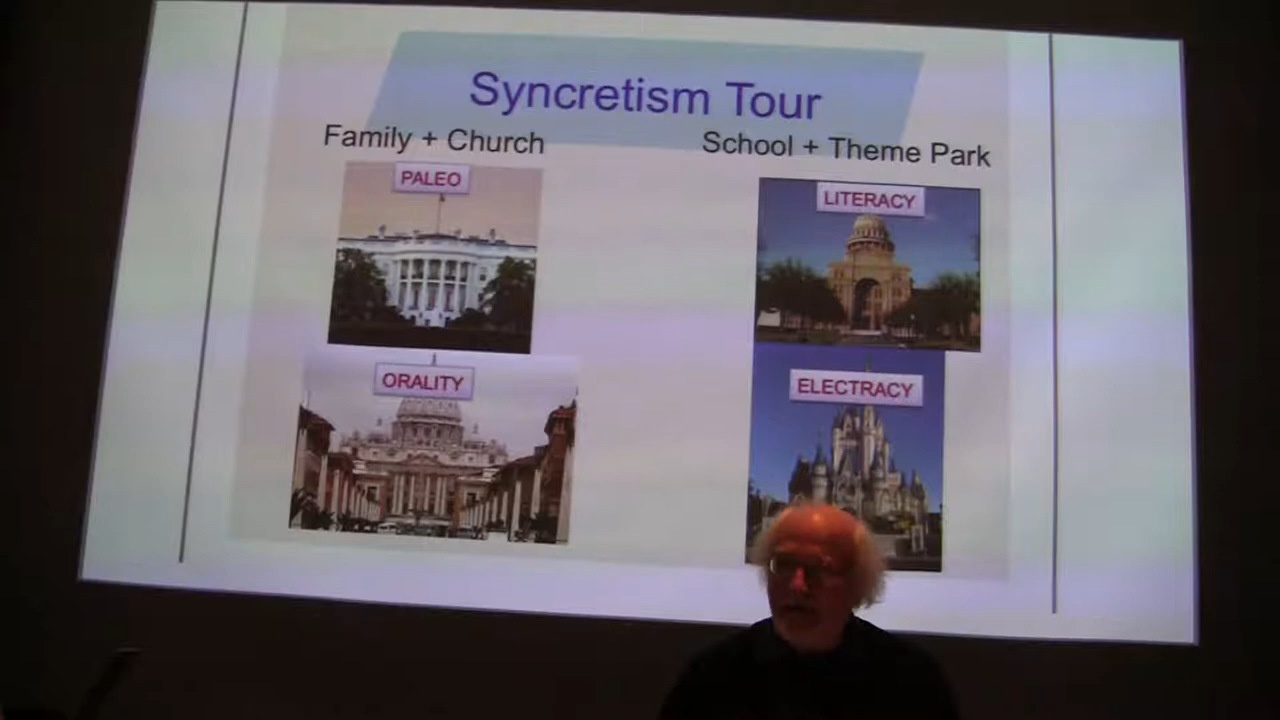 Syncretism Tour
Family + Church
School + Theme Park
PALEO
LITERACY
ORALITY
ELECTRACY